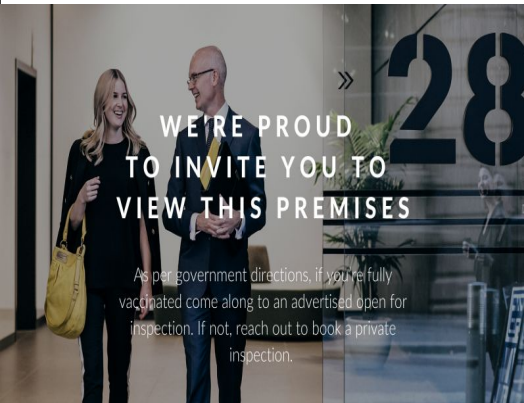 28
WE'RE PROUD
TO INVITE YOU TO
VIEW THIS PREMISES
As per government directions, if you're fully
vaccinated come along to an advertised open for
inspection. If not, reach out to book a private
inspection.